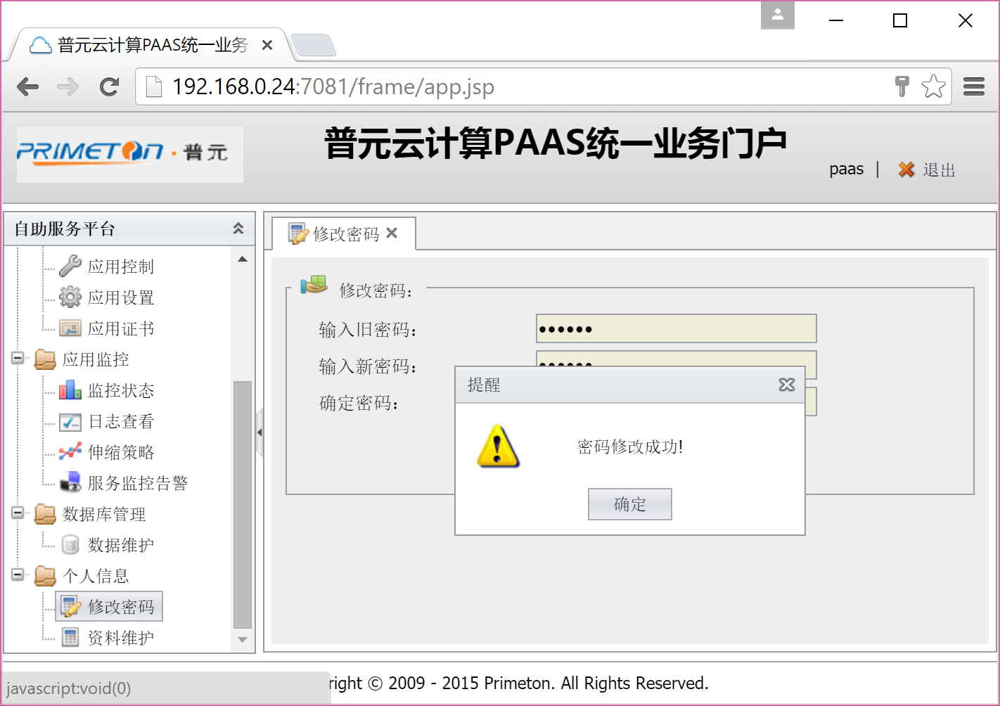 普元云计算PAAS统一业务
192.168.0.24:7081/frame/app.jsp
PRIMETON·普元
普元云计算PAAS统一业务门户
paas | 退出
自助服务平台
应用控制
应用设置
应用证书
应用监控
监控状态
日志查看
伸缩策略
服务监控告警
数据库管理
数据维护
个人信息
修改密码
资料维护
修改密码
修改密码：
输入旧密码：
输入新密码：
确定密码：
提醒
密码修改成功!
确定
right © 2009 - 2015 Primeton. All Rights Reserved.
javascript:void(0)